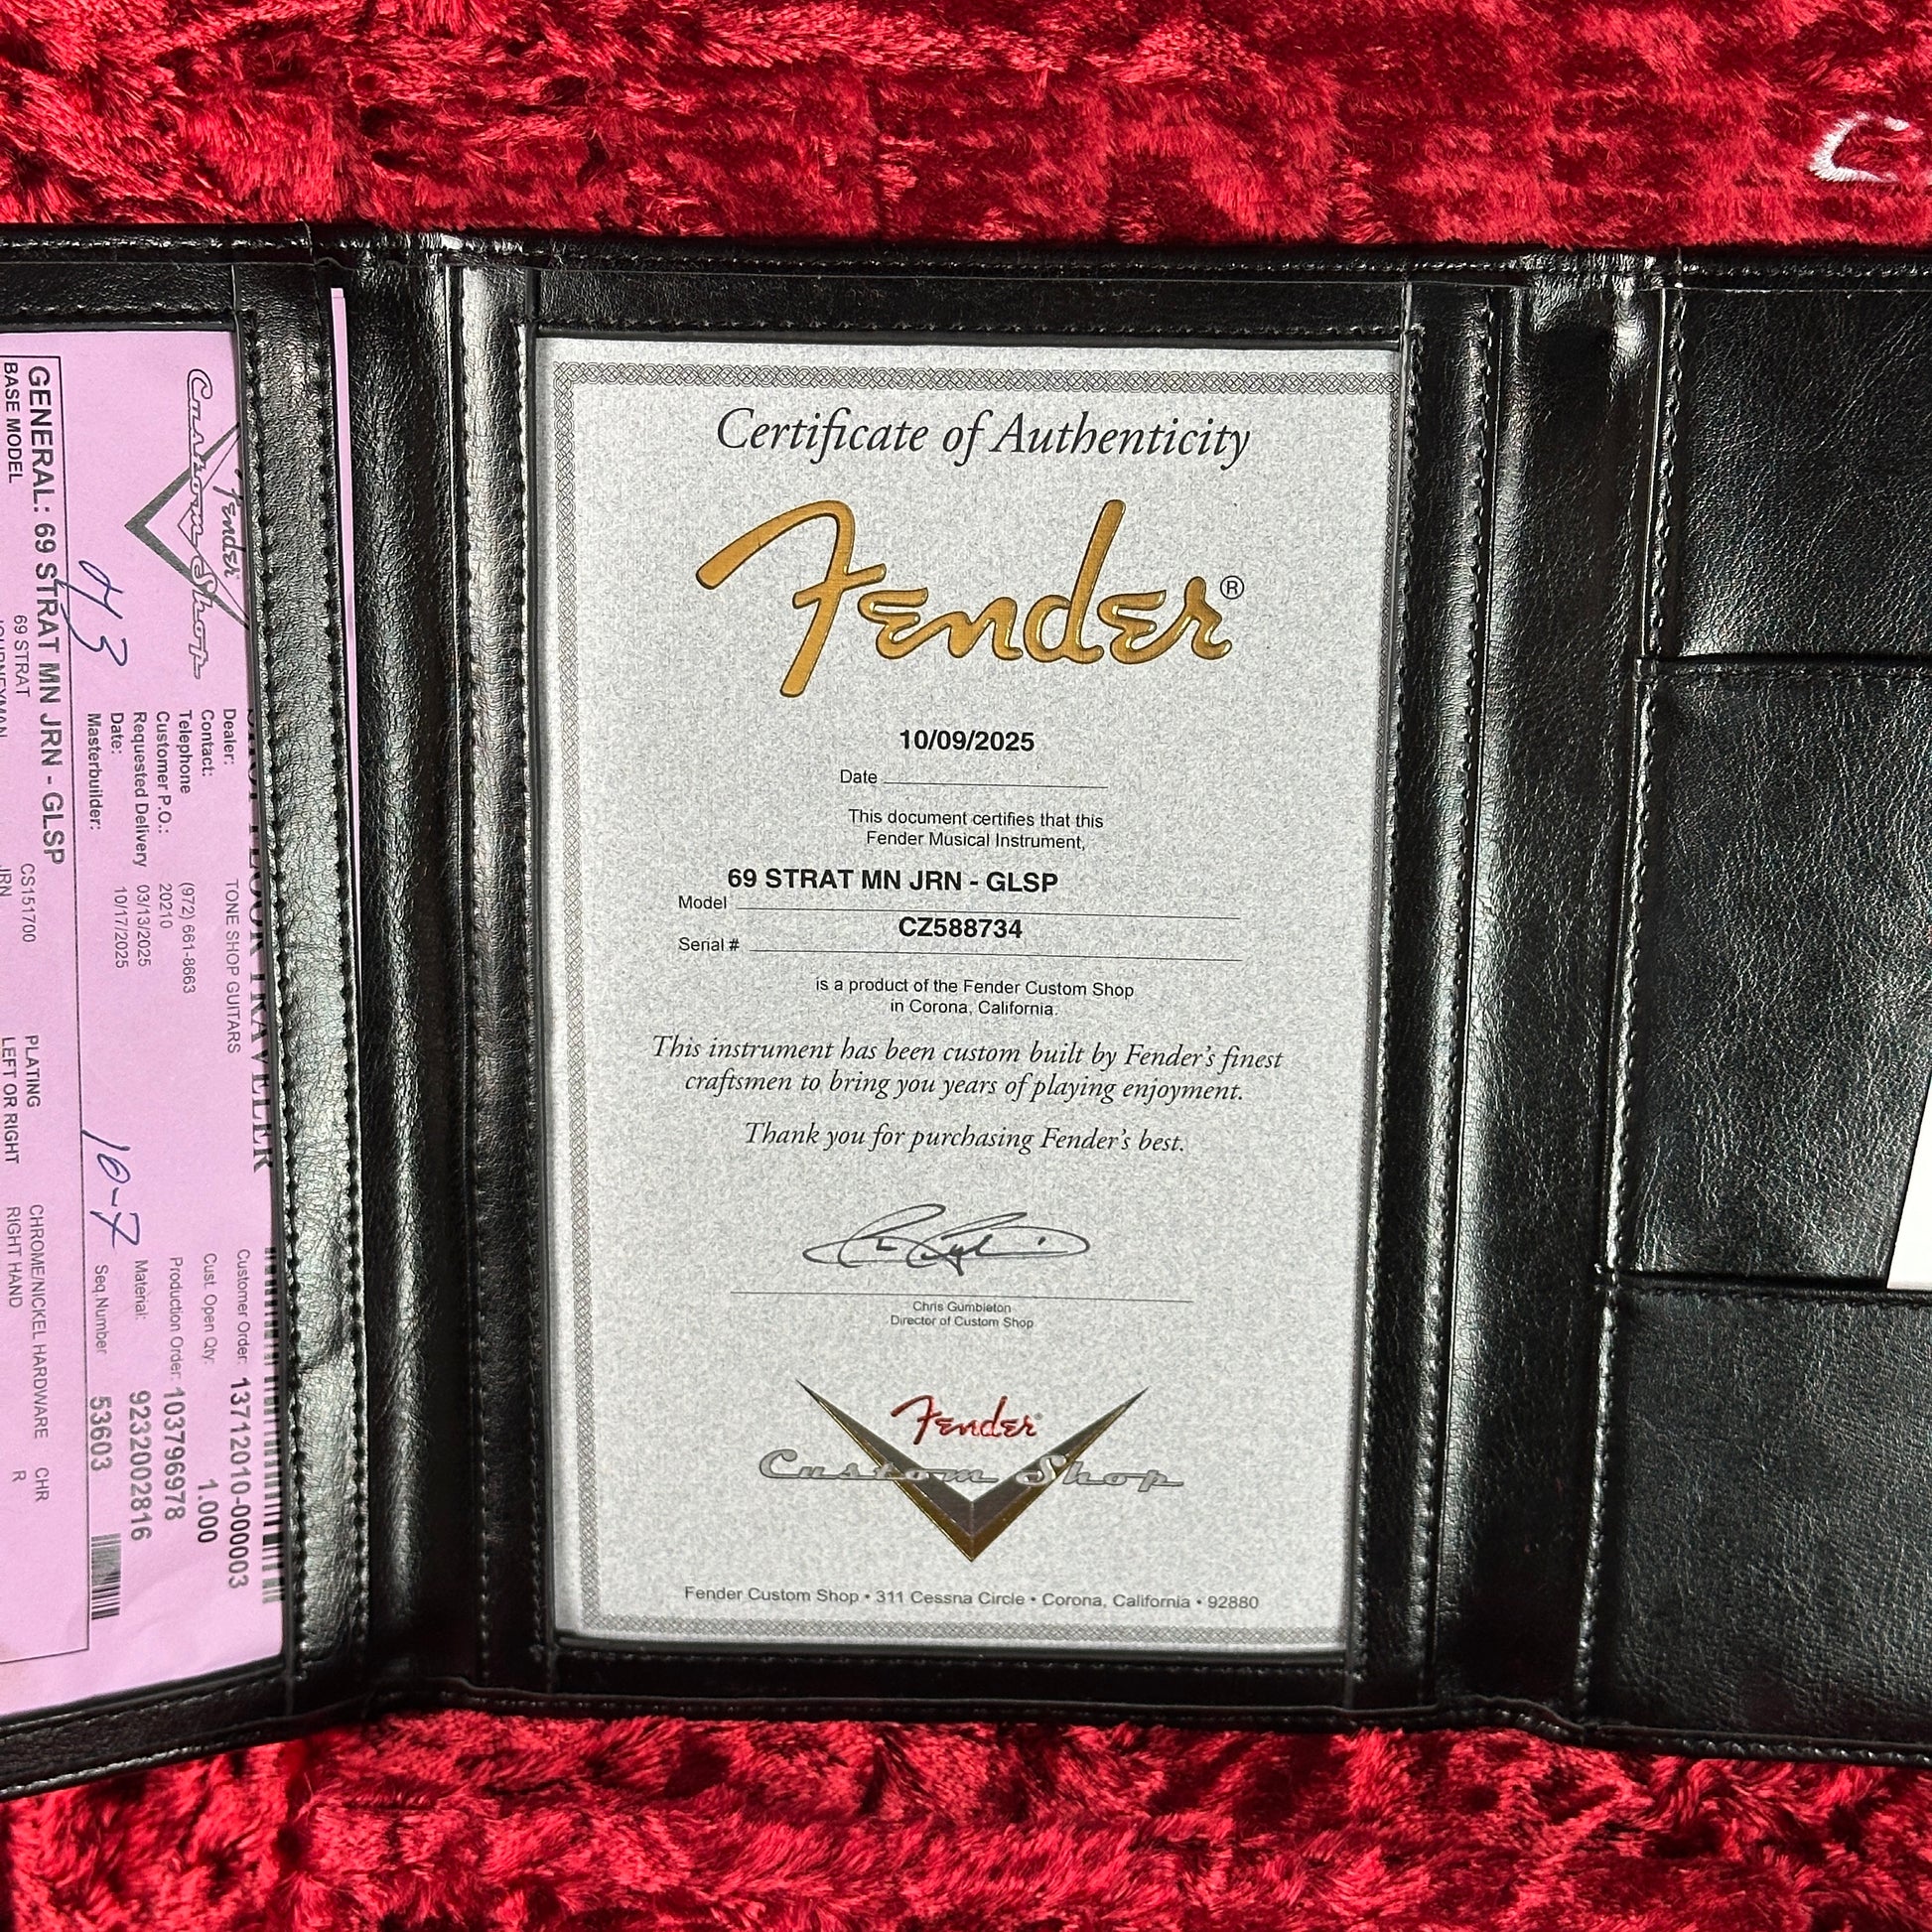 C
Certificate of Authenticity
Fender®
10/09/2025
Date
This document certifies that this
Fender Musical Instrument,
69 STRAT MN JRN - GLSP
Model
CZ588734
Serial #
is a product of the Fender Custom Shop
in Corona, California.
This instrument has been custom built by Fender's finest
craftsmen to bring you years of playing enjoyment.
Thank you for purchasing Fender's best.
Chris Gumbleton
Director of Custom Shop
Fender
Custom Shop
Fender Custom Shop • 311 Cessna Circle • Corona, California • 92880
SHOP FLOOR TRAVELER
Fender
Custom Shop
Dealer: TONE SHOP GUITARS
Contact:
Telephone (972) 661-8663
Customer P.O.: 20210
Requested Delivery 03/13/2025
Date: 10/17/2025
Masterbuilder:
Customer Order: 13712010-000003
Cust. Open Qty: 1.000
Production Order: 103796978
Material: 9232002816
Seq.Number 53603
10-7
GENERAL: 69 STRAT MN JRN - GLSP
BASE MODEL 69 STRAT CS151700 PLATING CHROME/NICKEL HARDWARE CHR
JOURNEYMAN JRN LEFT OR RIGHT RIGHT HAND R